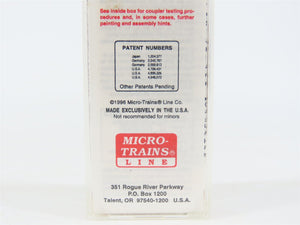 See inside box for coupler testing pro-
cedures and, in some cases, further
painting and assembly hints.
PATENT NUMBERS
Japan
Germany
Germany
U.S.A.
U.S.A.
U.S.A.
Other Patents Pending
©1996 Micro-Trains® Line Co.
MADE EXCLUSIVELY IN THE U.S.A.
Not recommended for minors
MICRO-
TRAINS®
LINE
351 Rogue River Parkway
P.O. Box 1200
Talent, OR 97540-1200 U.S.A.